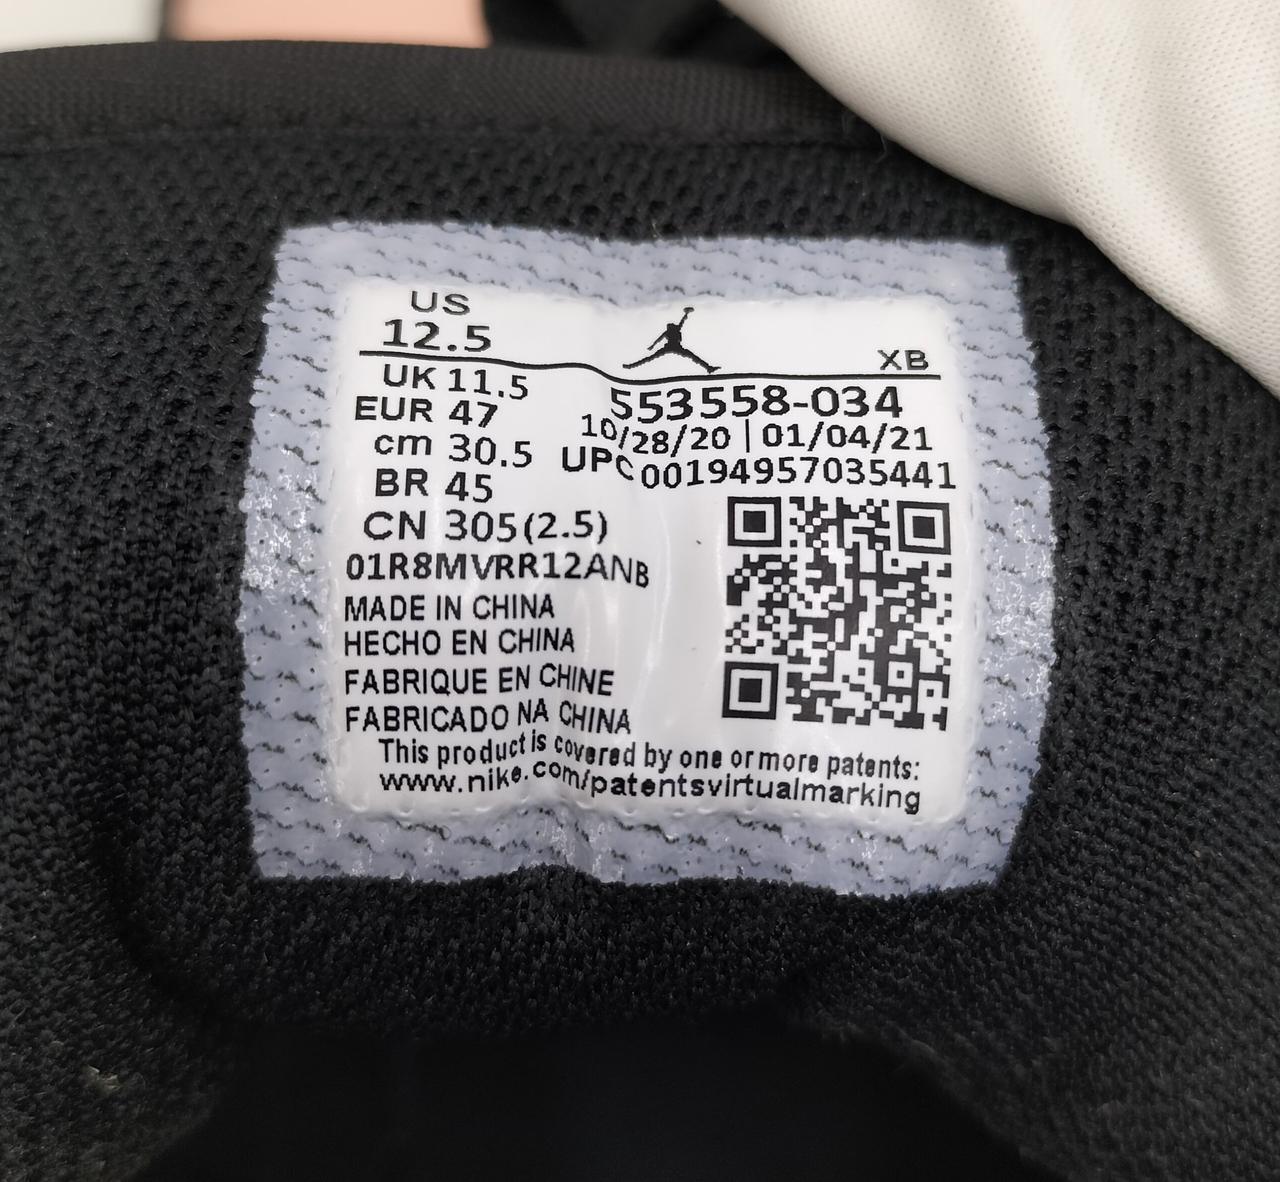 US
12.5
XB
UK 11.5
EUR 47
cm 30.5
BR 45
CN 305(2.5)
553558-034
10/28/20 | 01/04/21
UPC 00194957035441
01R8MVRR12ANB
MADE IN CHINA
HECHO EN CHINA
FABRIQUE EN CHINE
FABRICADO NA CHINA
This product is covered by one or more patents:
www.nike.com/patentsvirtualmarking